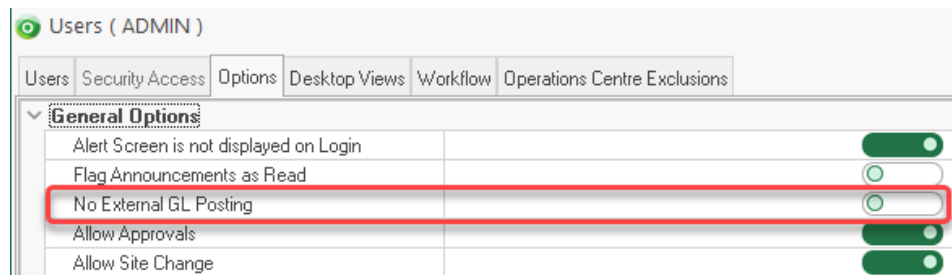 Users ( ADMIN )
Users Security Access Options Desktop Views Workflow Operations Centre Exclusions
General Options
Alert Screen is not displayed on Login
Flag Announcements as Read
No External GL Posting
Allow Approvals
Allow Site Change